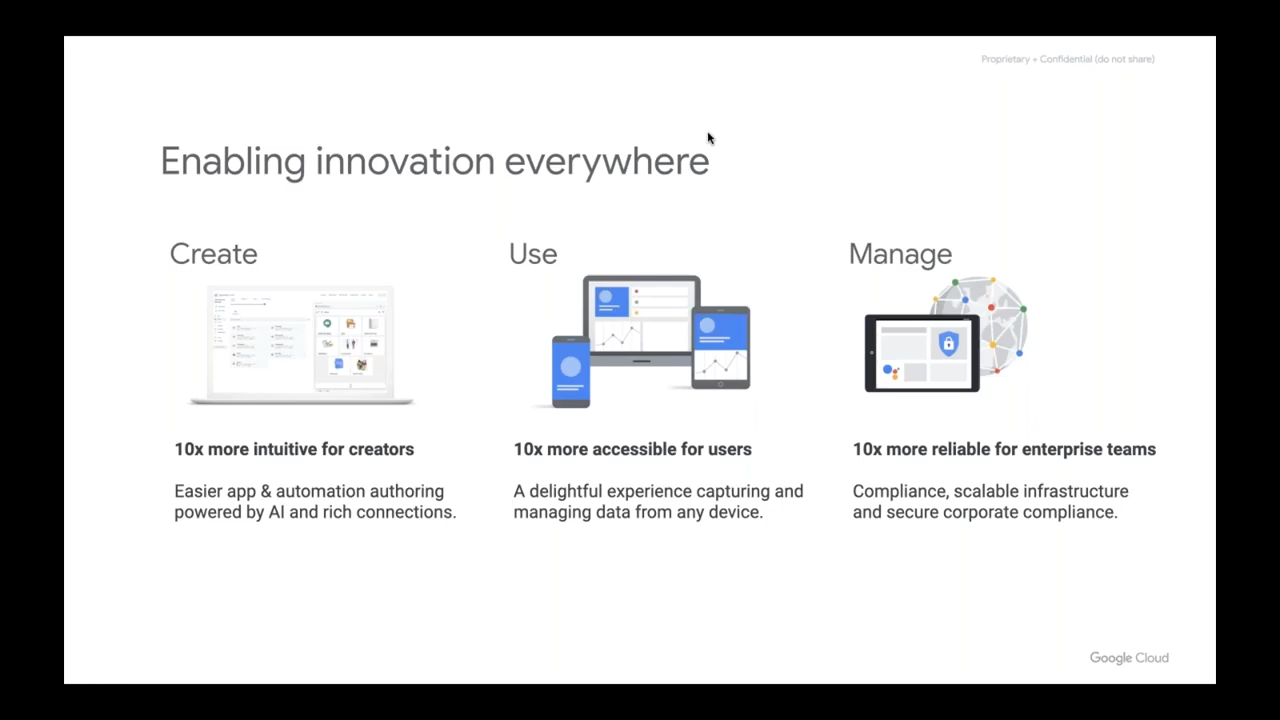 Proprietary + Confidential (do not share)
Enabling innovation everywhere
Create
Use
Manage
10x more intuitive for creators
Easier app & automation authoring
powered by AI and rich connections.
10x more accessible for users
A delightful experience capturing and
managing data from any device.
10x more reliable for enterprise teams
Compliance, scalable infrastructure
and secure corporate compliance.
Google Cloud